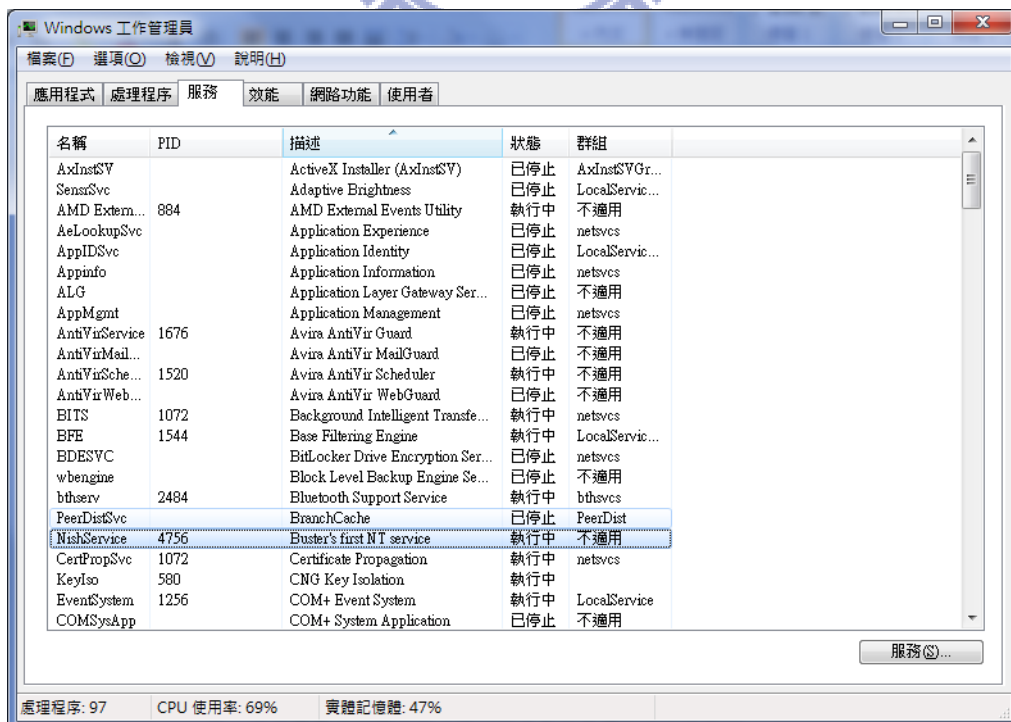 Windows 工作管理員
檔案(F) 選項(O) 檢視(V) 說明(H)
應用程式 處理程序 服務 效能 網路功能 使用者
名稱 PID 描述 狀態 群組
AxInstSV ActiveX Installer (AxInstSV) 已停止 AxInstSVGr...
SensrSvc Adaptive Brightness 已停止 LocalServic...
AMD Extern... 884 AMD External Events Utility 執行中 不適用
AeLookupSvc Application Experience 已停止 netsvcs
AppIDSvc Application Identity 已停止 LocalServic...
Appinfo Application Information 已停止 netsvcs
ALG Application Layer Gateway Ser... 已停止 不適用
AppMgmt Application Management 已停止 netsvcs
AntiVirService 1676 Avira AntiVir Guard 執行中 不適用
AntiVirMail... Avira AntiVir MailGuard 已停止 不適用
AntiVirSche... 1520 Avira AntiVir Scheduler 執行中 不適用
AntiVirWeb... Avira AntiVir WebGuard 已停止 不適用
BITS 1072 Background Intelligent Transfe... 執行中 netsvcs
BFE 1544 Base Filtering Engine 執行中 LocalServic...
BDESVC BitLocker Drive Encryption Ser... 已停止 netsvcs
wbengine Block Level Backup Engine Se... 已停止 不適用
bthserv 2484 Bluetooth Support Service 執行中 bthsvcs
PeerDistSvc BranchCache 已停止 PeerDist
NishService 4756 Buster's first NT service 執行中 不適用
CertPropSvc 1072 Certificate Propagation 執行中 netsvcs
KeyIso 580 CNG Key Isolation 執行中
EventSystem 1256 COM+ Event System 執行中 LocalService
COMSysApp COM+ System Application 已停止 不適用
服務(S)...
處理程序: 97 CPU 使用率: 69% 實體記憶體: 47%